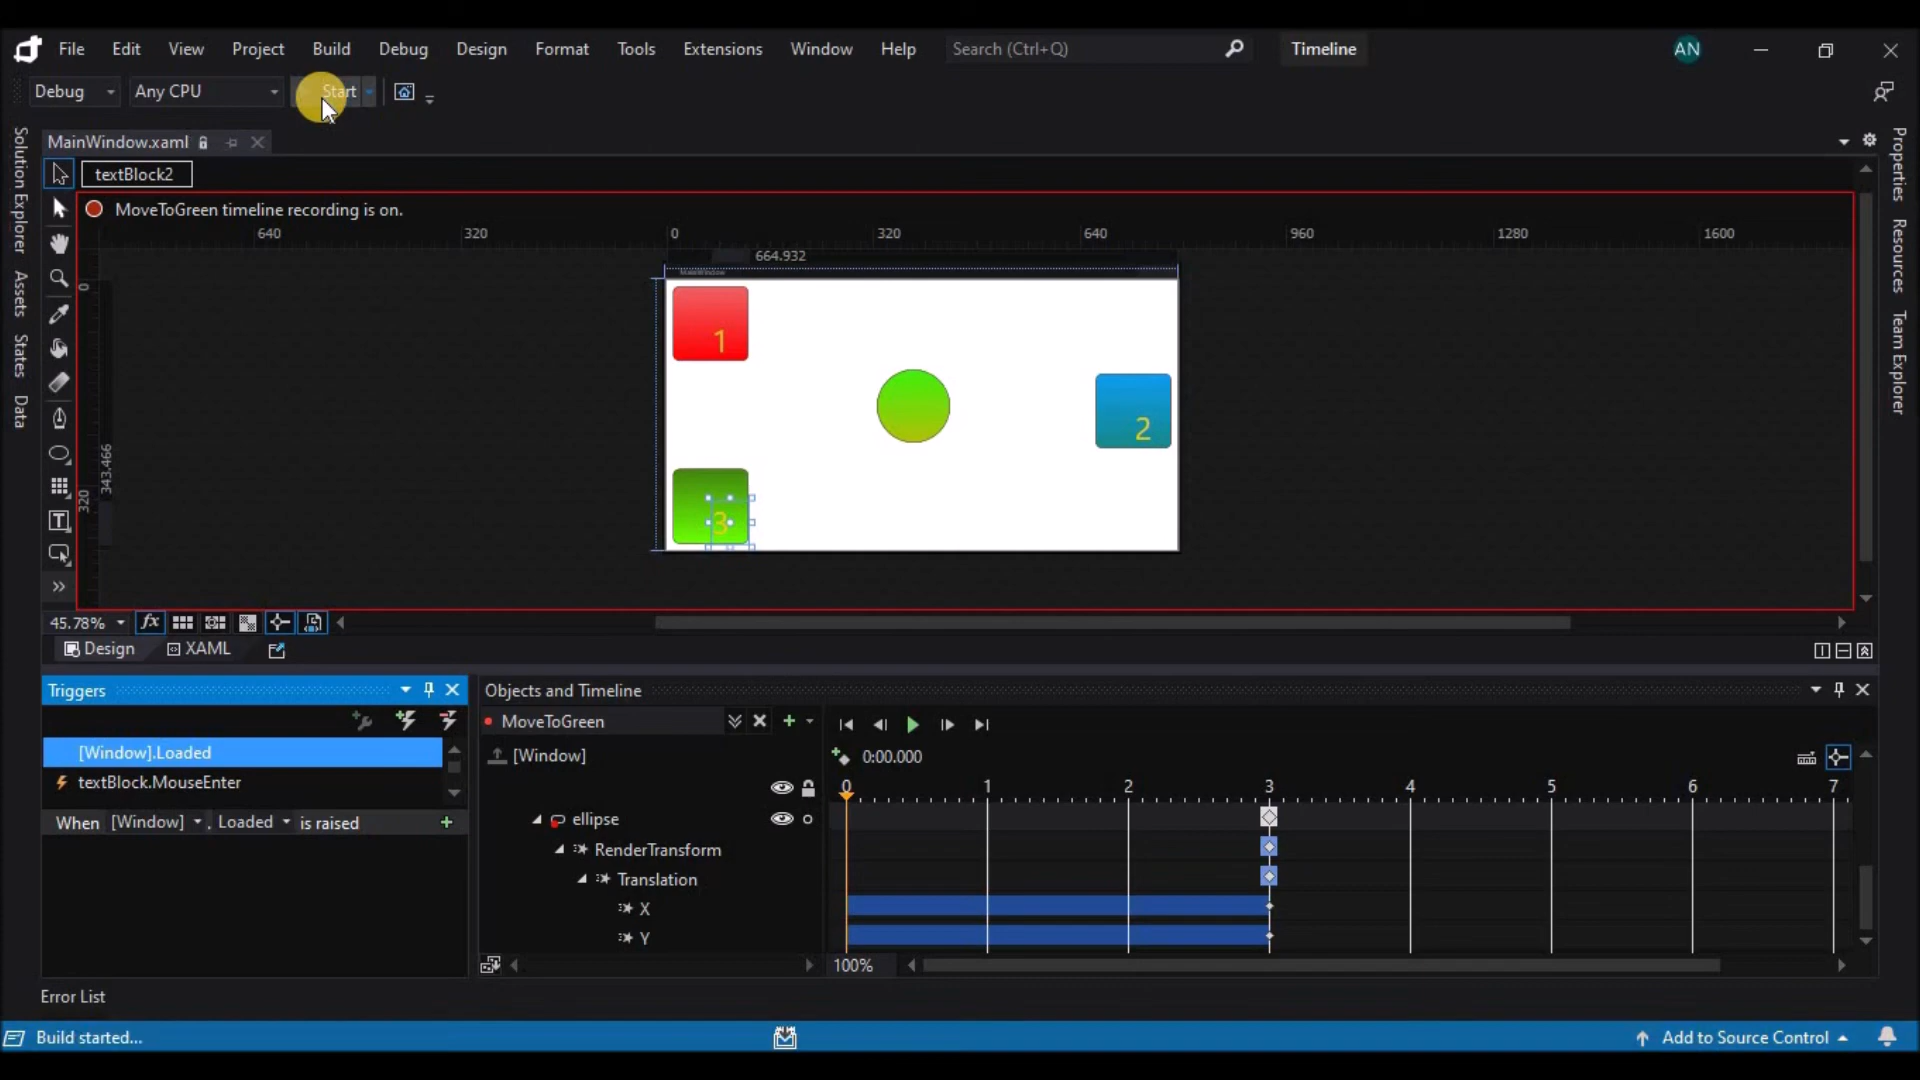 File Edit View Project Build Debug Design Format Tools Extensions Window Help Search (Ctrl+Q) Timeline AN
Debug Any CPU Start
MainWindow.xaml
textBlock2
MoveToGreen timeline recording is on.
640 320 0 320 640 960 1280 1600
664.932
MainWindow
0
1
2
343.466
320
3
Solution Explorer
Assets
States
Data
Properties
Resources
Team Explorer
45.78% fx
Design XAML
Triggers
[Window].Loaded
textBlock.MouseEnter
When [Window] . Loaded is raised
Objects and Timeline
MoveToGreen
[Window] 0:00.000
0 1 2 3 4 5 6 7
ellipse
RenderTransform
Translation
X
Y
100%
Error List
Build started... Add to Source Control